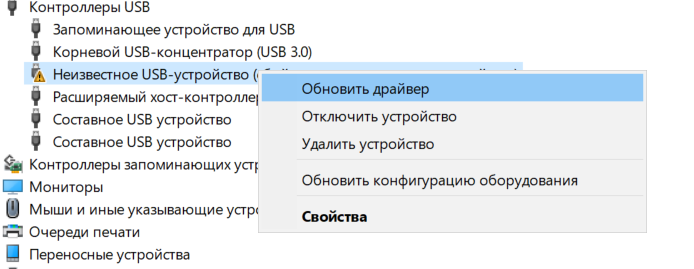 Контроллеры USB
Запоминающее устройство для USB
Корневой USB-концентратор (USB 3.0)
Неизвестное USB-устройство
Обновить драйвер
Расширяемый хост-контроллер
Отключить устройство
Составное USB устройство
Составное USB устройство
Удалить устройство
Контроллеры запоминающих
Обновить конфигурацию оборудования
Мониторы
Мыши и иные указывающие
Свойства
Очереди печати
Переносные устройства